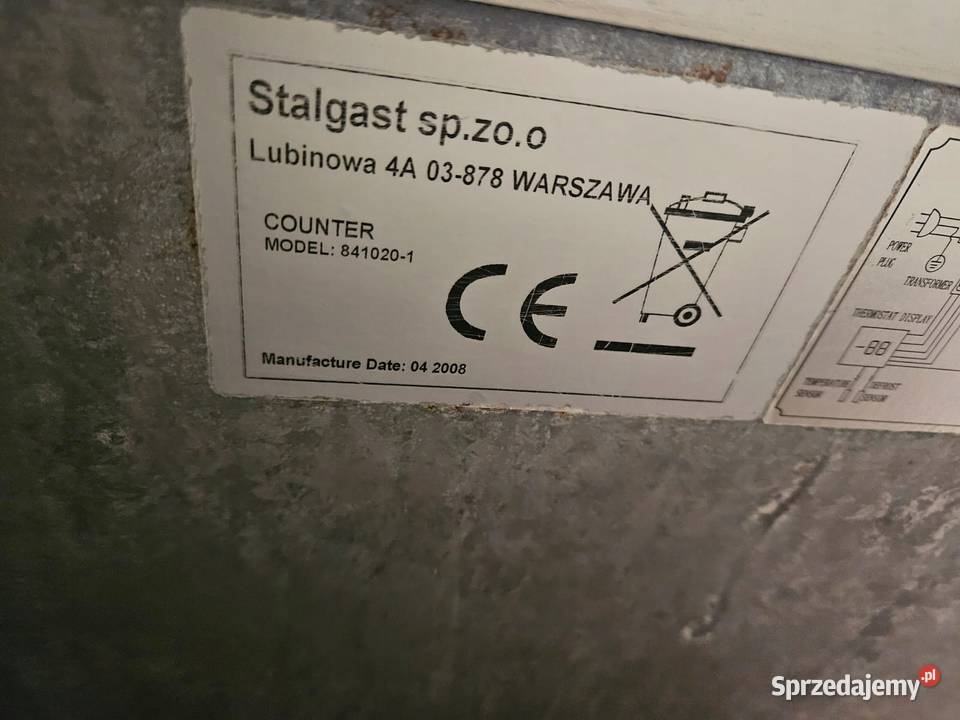 Stalgast sp.zo.o
Lubinowa 4A 03-878 WARSZAWA
COUNTER
MODEL: 841020-1
CE
Manufacture Date: 04 2008
POWER
PLUG
TRANSFORMER
THERMOSTAT DISPLAY
-88
TEMPERATURE
SENSOR
DEFROST
SENSOR
Sprzedajemy.pl